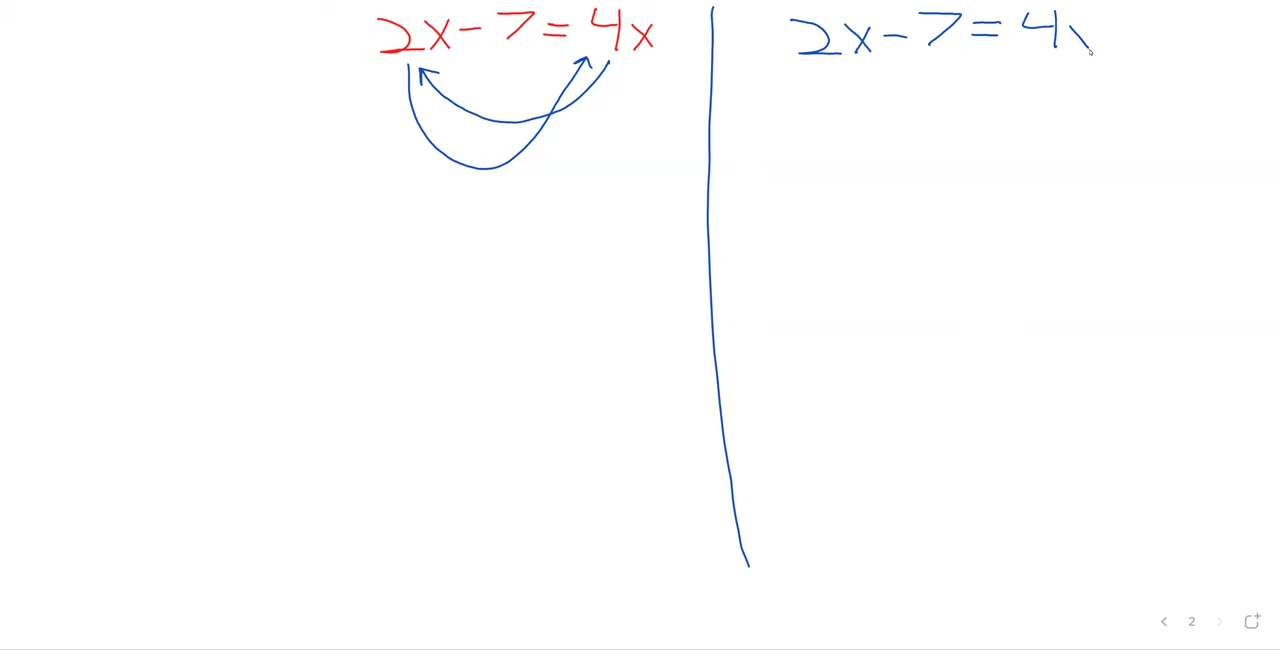 2x - 7 = 4x
2x - 7 = 4
2